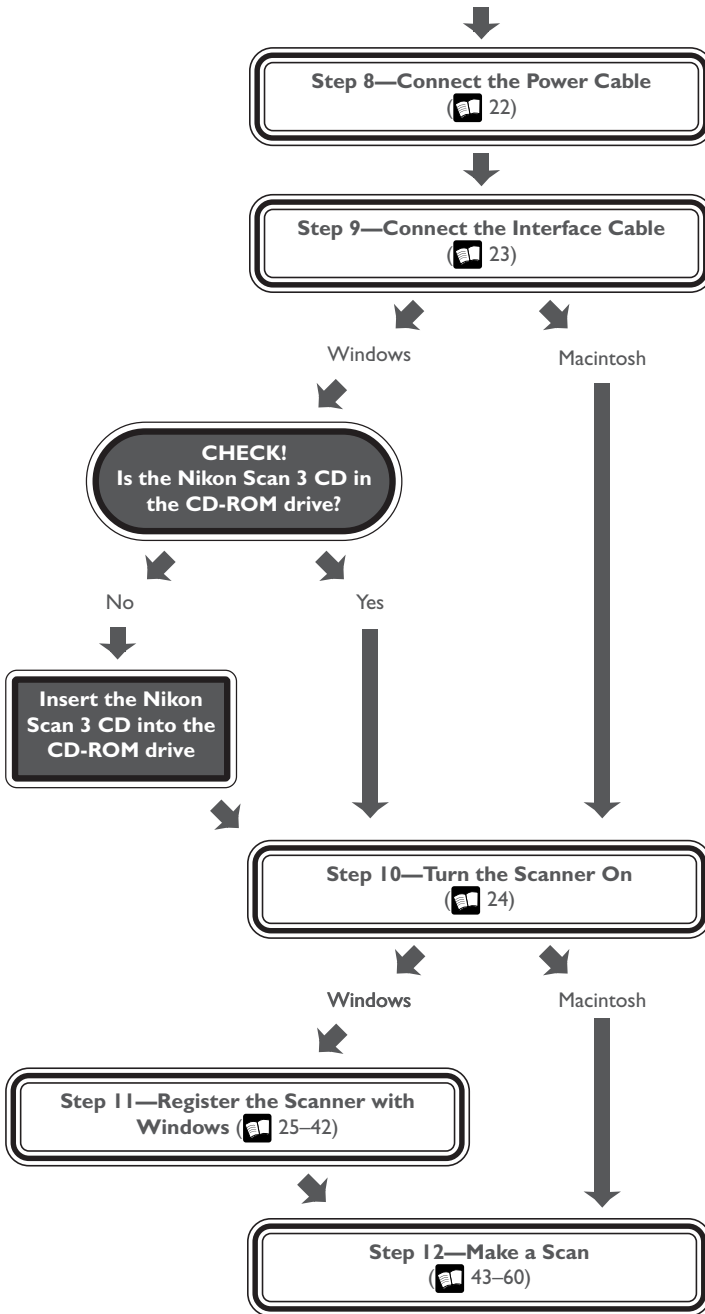 Step 8—Connect the Power Cable
( 22)
Step 9—Connect the Interface Cable
( 23)
Windows
Macintosh
CHECK!
Is the Nikon Scan 3 CD in
the CD-ROM drive?
No
Yes
Insert the Nikon
Scan 3 CD into the
CD-ROM drive
Step 10—Turn the Scanner On
( 24)
Windows
Macintosh
Step 11—Register the Scanner with
Windows ( 25–42)
Step 12—Make a Scan
( 43–60)